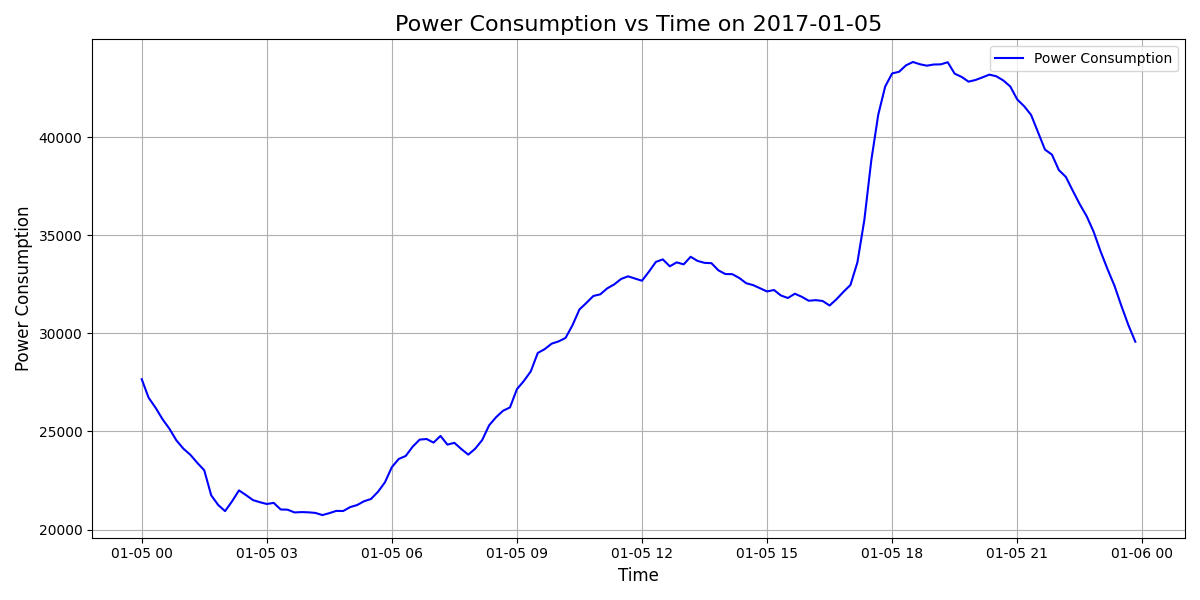 Power Consumption vs Time on 2017-01-05
Power Consumption
Power Consumption
40000
35000
30000
25000
20000
01-05 00 01-05 03 01-05 06 01-05 09 01-05 12 01-05 15 01-05 18 01-05 21 01-06 00
Time